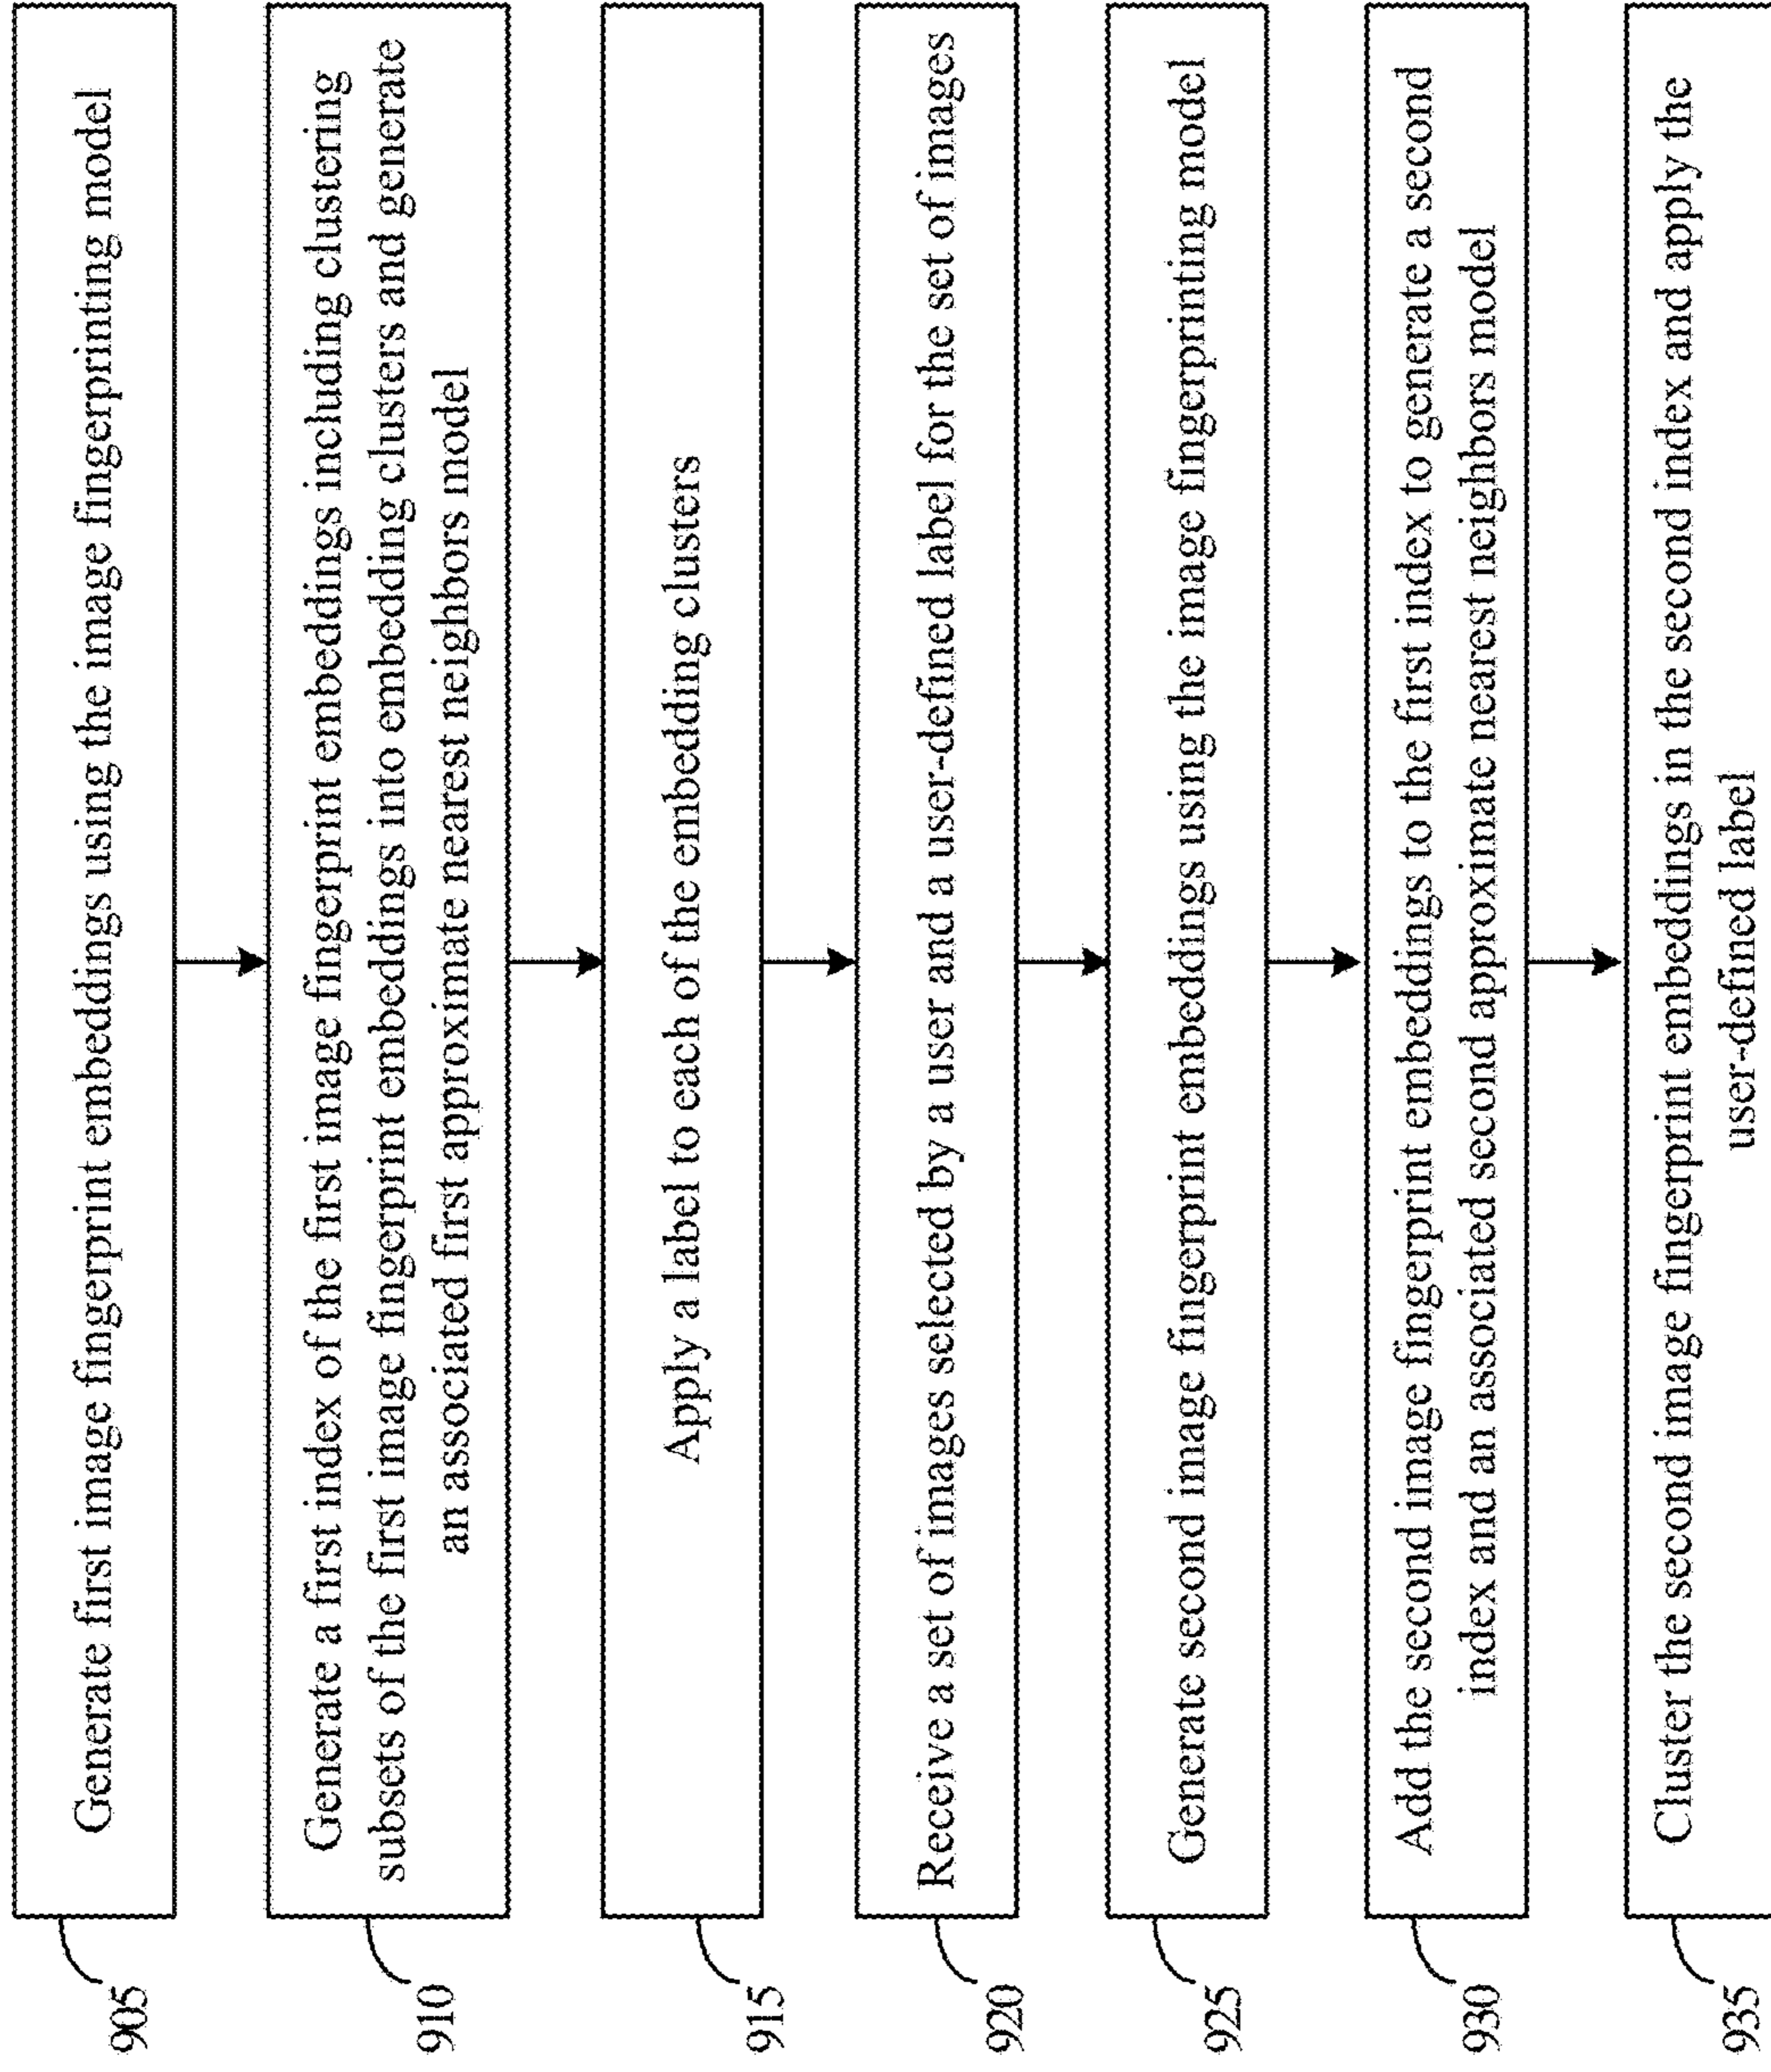 905
Generate first image fingerprint embeddings using the image fingerprinting model
910
Generate a first index of the first image fingerprint embeddings including clustering
subsets of the first image fingerprint embeddings into embedding clusters and generate
an associated first approximate nearest neighbors model
915
Apply a label to each of the embedding clusters
920
Receive a set of images selected by a user and a user-defined label for the set of images
925
Generate second image fingerprint embeddings using the image fingerprinting model
930
Add the second image fingerprint embeddings to the first index to generate a second
index and an associated second approximate nearest neighbors model
935
Cluster the second image fingerprint embeddings in the second index and apply the
user-defined label